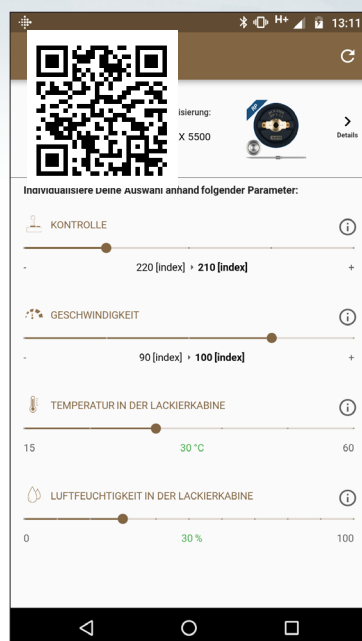 H+ 13:11
isierung:
RP
X 5500
Details
Individualisiere Deine Auswahl anhand folgender Parameter:
KONTROLLE
- 220 [index] ‣ 210 [index] +
GESCHWINDIGKEIT
- 90 [index] ‣ 100 [index] +
TEMPERATUR IN DER LACKIERKABINE
15 30 °C 60
LUFTFEUCHTIGKEIT IN DER LACKIERKABINE
0 30 % 100